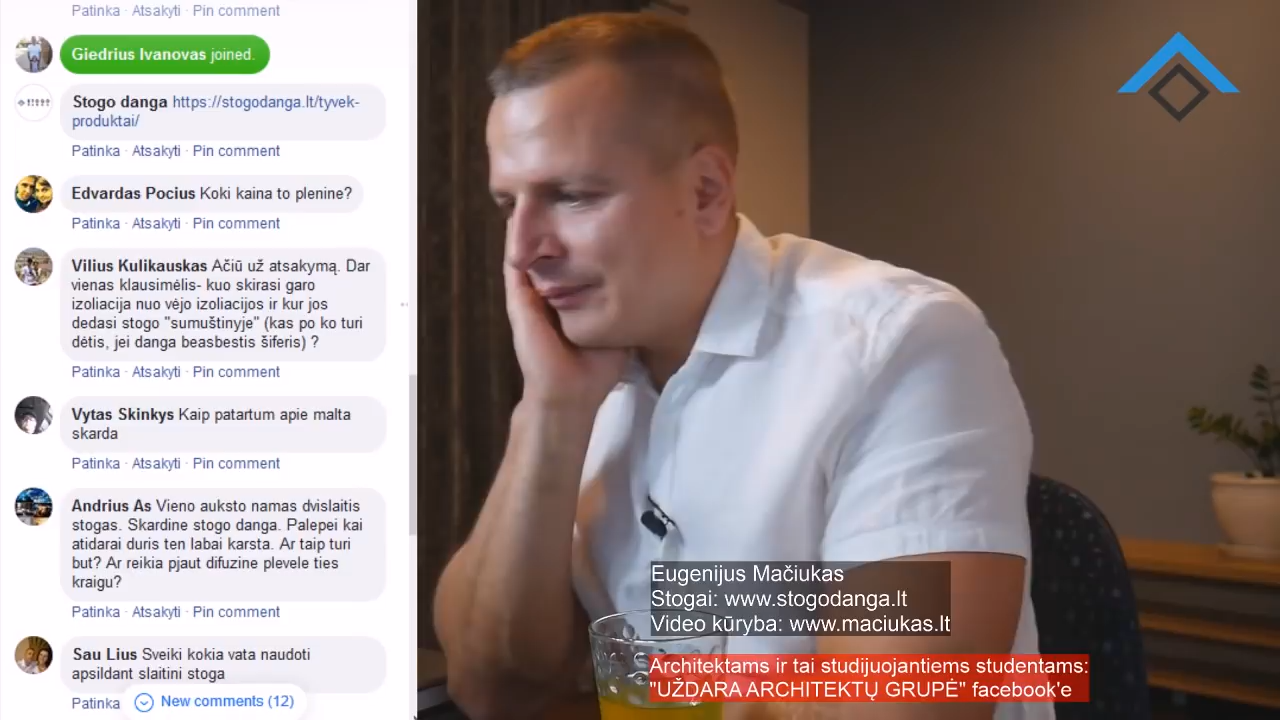 Patinka · Atsakyti · Pin comment
Giedrius Ivanovas joined.
Stogo danga https://stogodanga.lt/tyvek-
produktai/
Patinka · Atsakyti · Pin comment
Edvardas Pocius Koki kaina to plenine?
Patinka · Atsakyti · Pin comment
Vilius Kulikauskas Ačiū už atsakymą. Dar
vienas klausimėlis- kuo skirasi garo
izoliacija nuo vėjo izoliacijos ir kur jos
dedasi stogo "sumuštinyje" (kas po ko turi
dėtis, jei danga beasbestis šiferis) ?
Patinka · Atsakyti · Pin comment
Vytas Skinkys Kaip patartum apie malta
skarda
Patinka · Atsakyti · Pin comment
Andrius As Vieno auksto namas dvislaitis
stogas. Skardine stogo danga. Palepei kai
atidarai duris ten labai karsta. Ar taip turi
but? Ar reikia pjaut difuzine plevele ties
kraigu?
Patinka · Atsakyti · Pin comment
Sau Lius Sveiki kokia vata naudoti
apsildant slaitini stoga
Patinka
New comments (12)
Eugenijus Mačiukas
Stogai: www.stogodanga.lt
Video kūryba: www.maciukas.lt
Architektams ir tai studijuojantiems studentams:
"UŽDARA ARCHITEKTŲ GRUPĖ" facebook'e